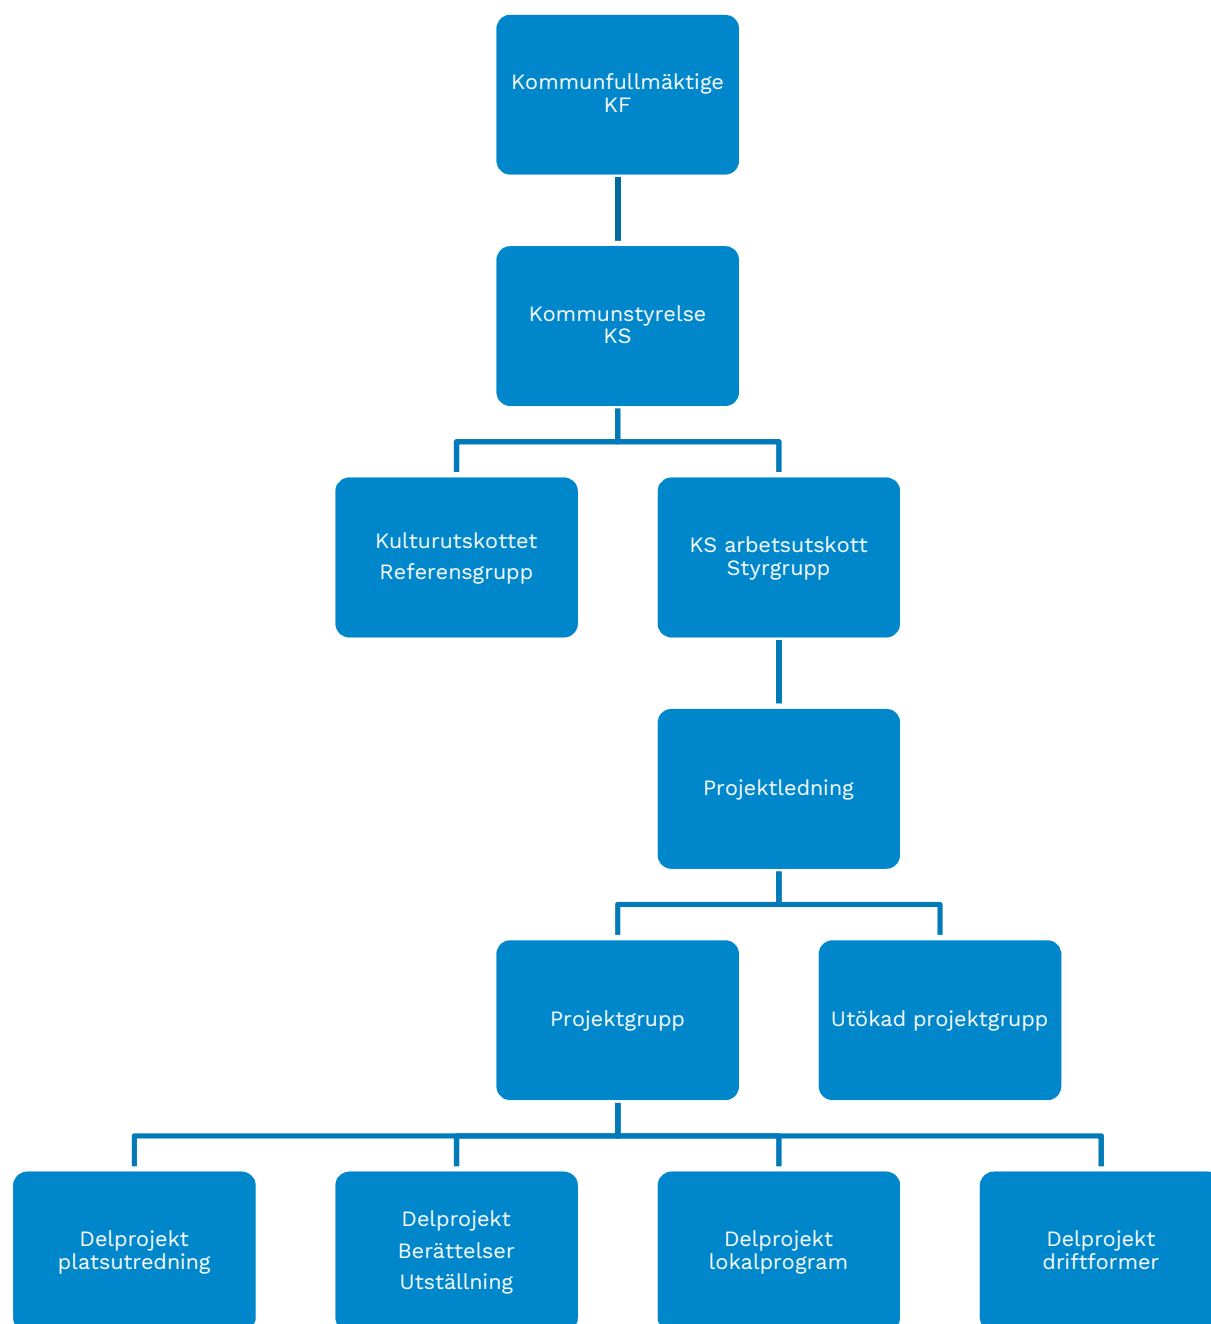 Kommunfullmäktige
KF
Kommunstyrelse
KS
Kulturutskottet
Referensgrupp
KS arbetsutskott
Styrgrupp
Projektledning
Projektgrupp
Utökad projektgrupp
Delprojekt
platsutredning
Delprojekt
Berättelser
Utställning
Delprojekt
lokalprogram
Delprojekt
driftformer